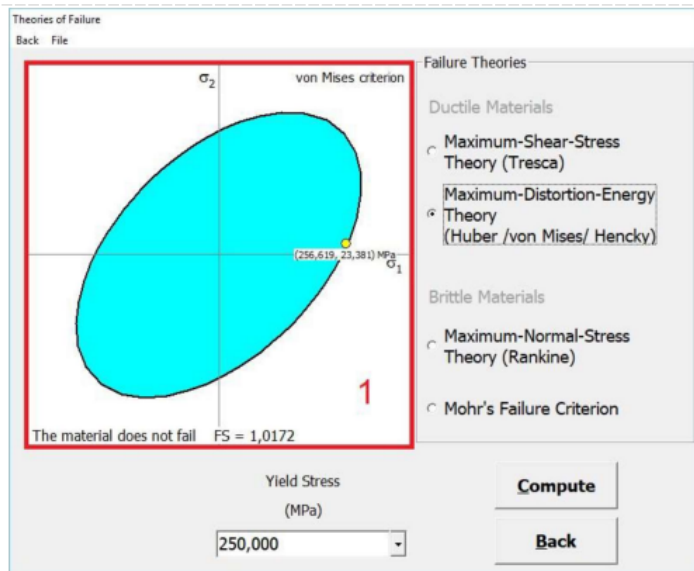 Theories of Failure
Back File
σ2
von Mises criterion
(256,619, 23,381) MPa
σ1
1
The material does not fail FS = 1,0172
Failure Theories
Ductile Materials
Maximum-Shear-Stress
Theory (Tresca)
Maximum-Distortion-Energy
Theory
(Huber /von Mises/ Hencky)
Brittle Materials
Maximum-Normal-Stress
Theory (Rankine)
Mohr's Failure Criterion
Yield Stress
(MPa)
250,000
Compute
Back